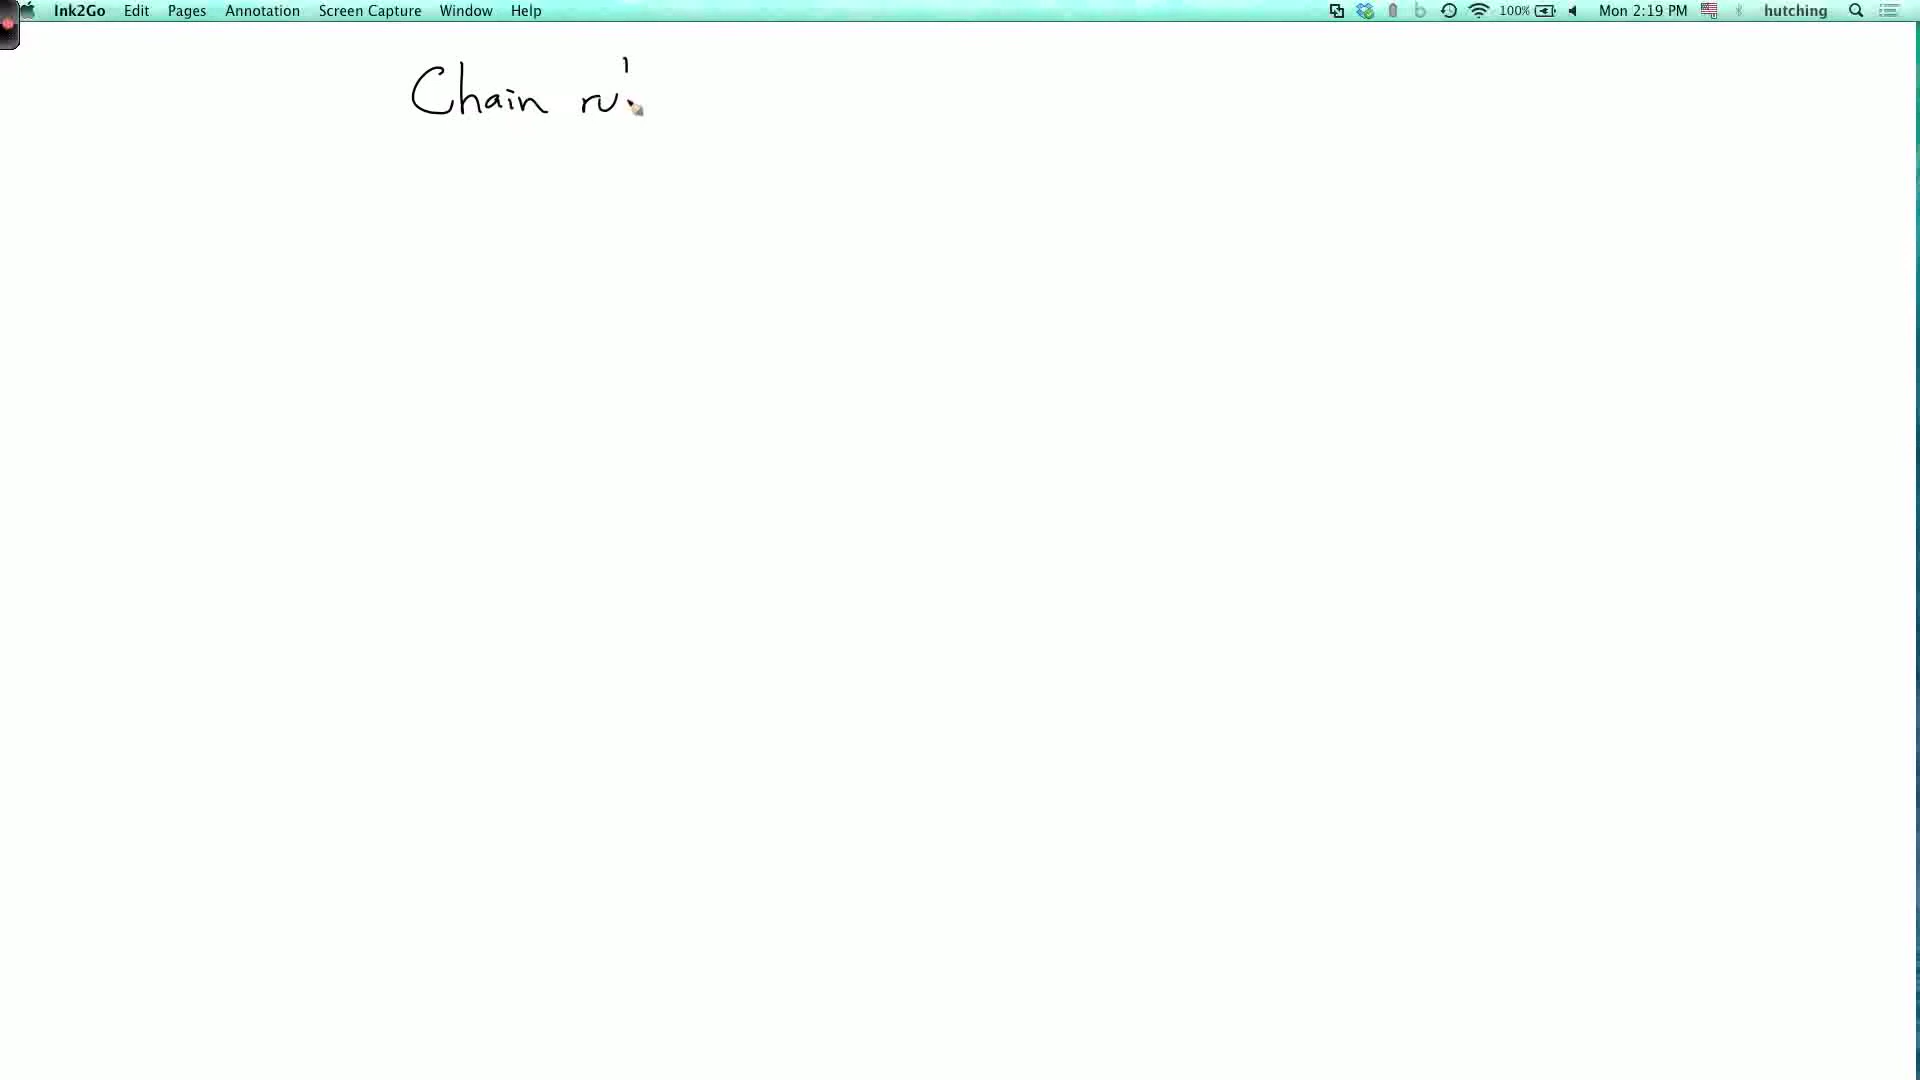 Ink2Go Edit Pages Annotation Screen Capture Window Help 100% Mon 2:19 PM hutching
Chain ru